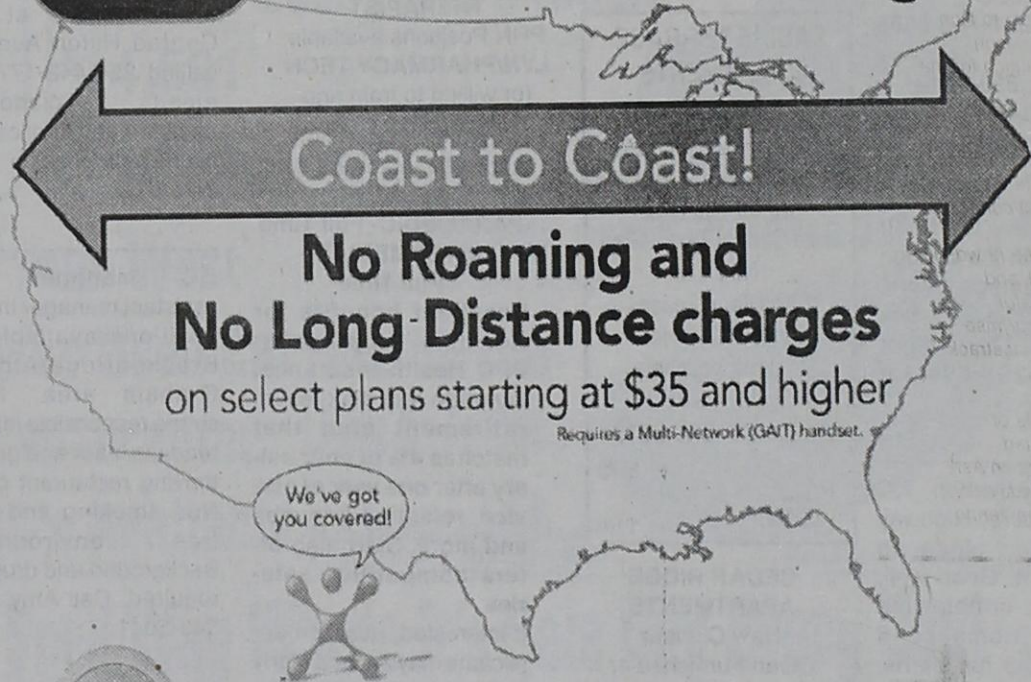 Coast to Coast!
No Roaming and
No Long Distance charges
on select plans starting at $35 and higher
Requires a Multi-Network (GAIT) handset.
We've got
you covered!